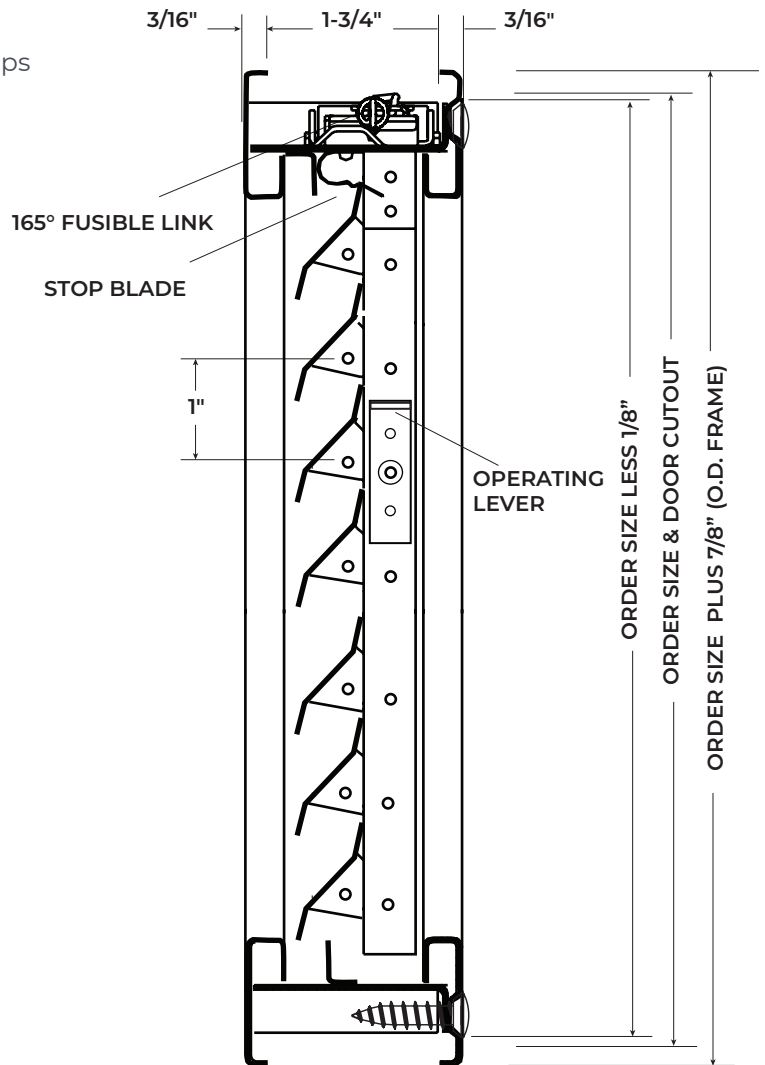 3/16" 1-3/4" 3/16"
ps
165° FUSIBLE LINK
STOP BLADE
1"
OPERATING
LEVER
ORDER SIZE LESS 1/8”
ORDER SIZE & DOOR CUTOUT
ORDER SIZE PLUS 7/8” (O.D. FRAME)